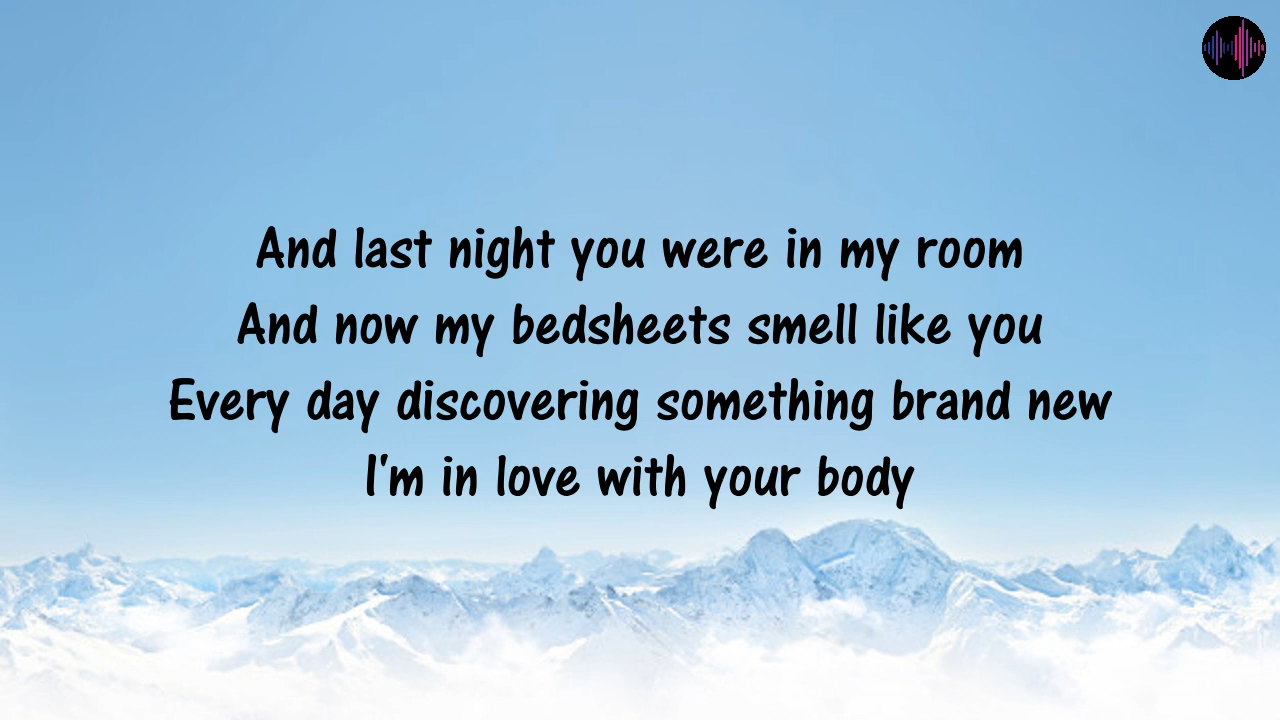 And last night you were in my room
And now my bedsheets smell like you
Every day discovering something brand new
I'm in love with your body